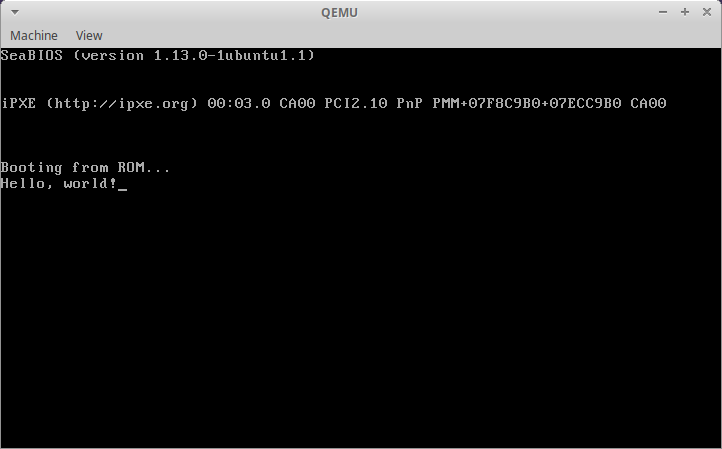 QEMU
Machine View
SeaBIOS (version 1.13.0-1ubuntu1.1)
iPXE (http://ipxe.org) 00:03.0 CA00 PCI2.10 PnP PMM+07F8C9B0+07ECC9B0 CA00
Booting from ROM...
Hello, world!_